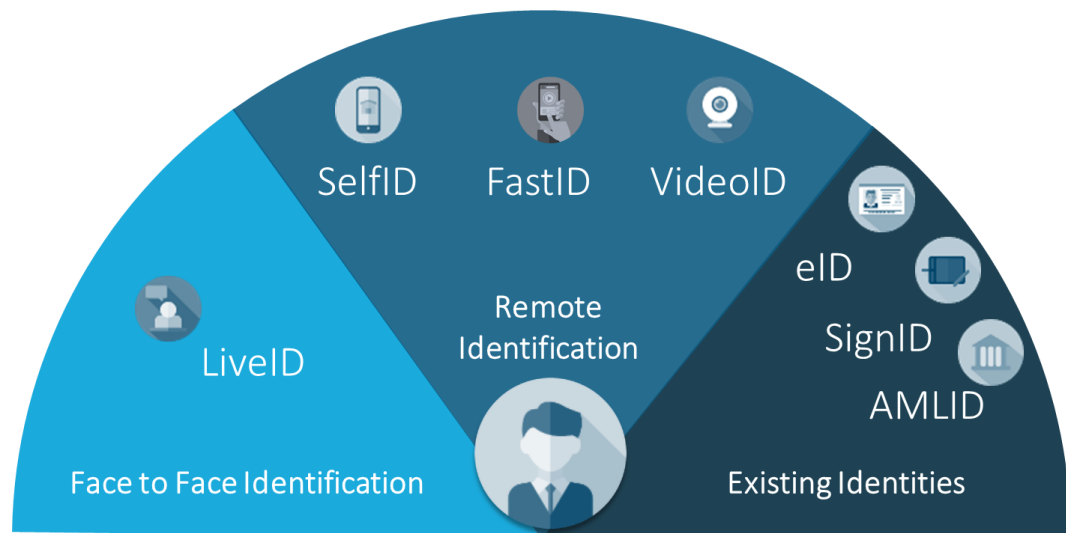 SelfID
FastID
VideoID
eID
SignID
AMLID
Remote
Identification
LiveID
Face to Face Identification
Existing Identities